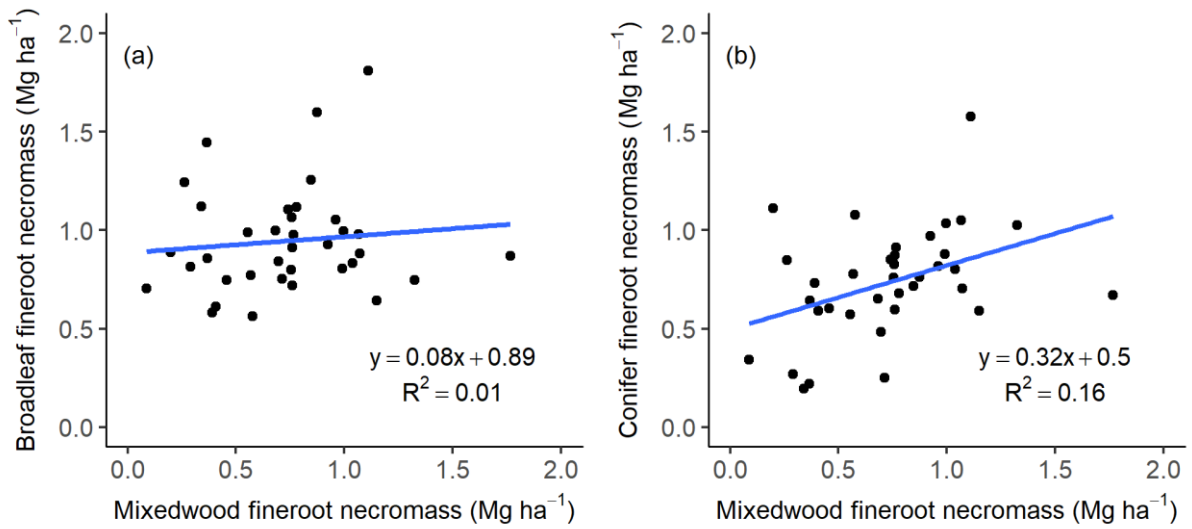 Broadleaf fineroot necromass (Mg ha⁻¹)
(a)
2.0
1.5
1.0
0.5
0.0
y = 0.08x + 0.89
R² = 0.01
0.0 0.5 1.0 1.5 2.0
Mixedwood fineroot necromass (Mg ha⁻¹)
Conifer fineroot necromass (Mg ha⁻¹)
(b)
2.0
1.5
1.0
0.5
0.0
y = 0.32x + 0.5
R² = 0.16
0.0 0.5 1.0 1.5 2.0
Mixedwood fineroot necromass (Mg ha⁻¹)